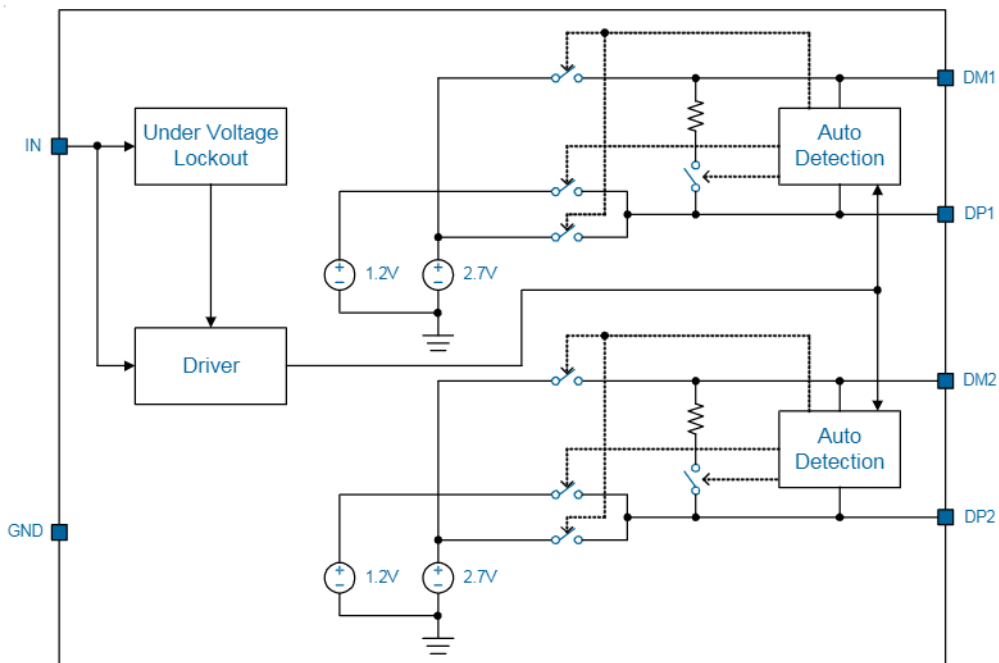 DM1
IN
Under Voltage
Lockout
Auto
Detection
DP1
1.2V
2.7V
Driver
DM2
Auto
Detection
GND
DP2
1.2V
2.7V